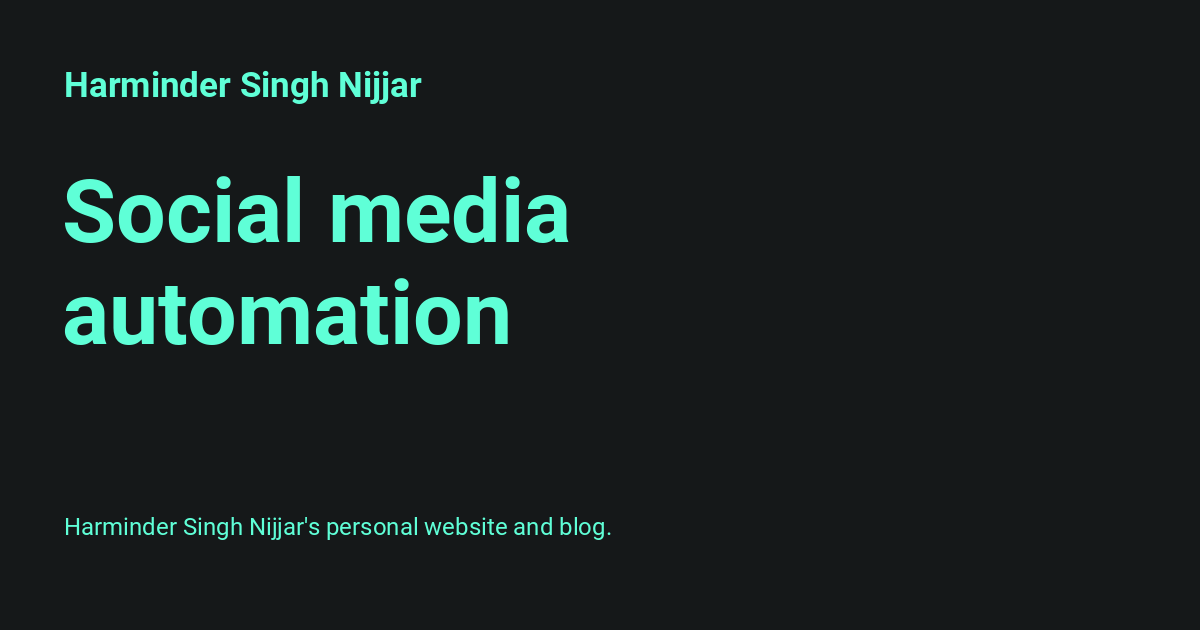 Harminder Singh Nijjar
Social media
automation
Harminder Singh Nijjar's personal website and blog.